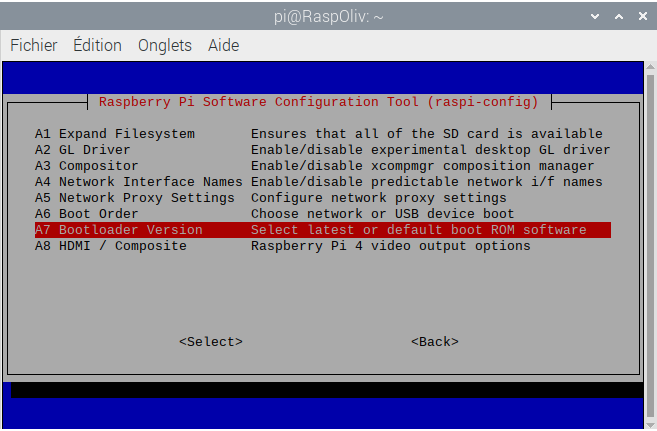 pi@RaspOliv: ~
Fichier Édition Onglets Aide
Raspberry Pi Software Configuration Tool (raspi-config)
A1 Expand Filesystem Ensures that all of the SD card is available
A2 GL Driver Enable/disable experimental desktop GL driver
A3 Compositor Enable/disable xcompmgr composition manager
A4 Network Interface Names Enable/disable predictable network i/f names
A5 Network Proxy Settings Configure network proxy settings
A6 Boot Order Choose network or USB device boot
A7 Bootloader Version Select latest or default boot ROM software
A8 HDMI / Composite Raspberry Pi 4 video output options
<Select> <Back>